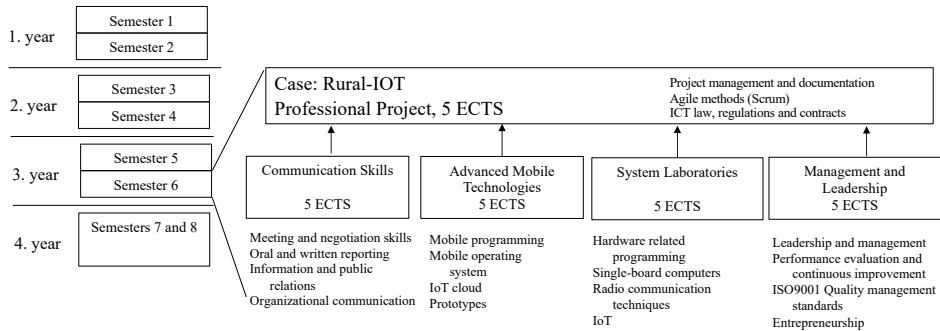 1. year
Semester 1
Semester 2
2. year
Semester 3
Semester 4
3. year
Semester 5
Semester 6
4. year
Semesters 7 and 8
Case: Rural-IOT
Professional Project, 5 ECTS
Project management and documentation
Agile methods (Scrum)
ICT law, regulations and contracts
Communication Skills
5 ECTS
Meeting and negotiation skills
Oral and written reporting
Information and public
relations
Organizational communication
Advanced Mobile
Technologies
5 ECTS
Mobile programming
Mobile operating
system
IoT cloud
Prototypes
System Laboratories
5 ECTS
Hardware related
programming
Single-board computers
Radio communication
techniques
IoT
Management and
Leadership
5 ECTS
Leadership and management
Performance evaluation and
continuous improvement
ISO9001 Quality management
standards
Entrepreneurship